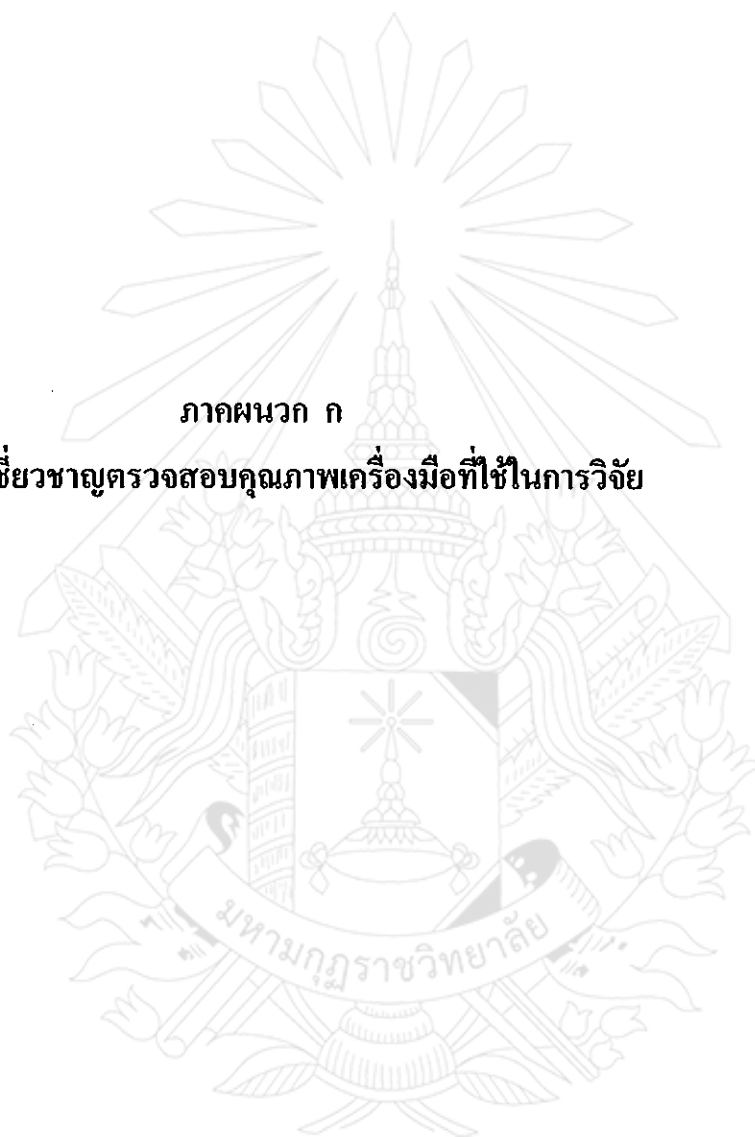 ภาคผนวก ก
ชี่ยวชาญตรวจสอบคุณภาพเครื่องมือที่ใช้ในการวิจัย
มหามกุฏราชวิทยาลัย